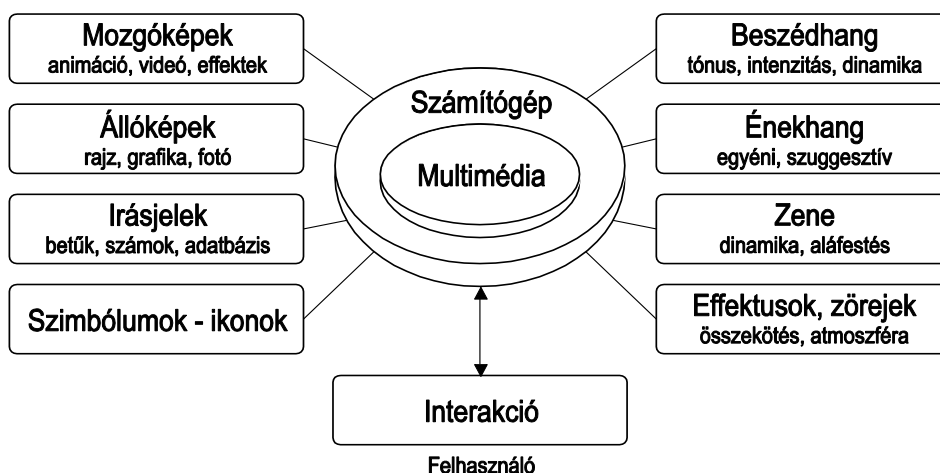 Mozgóképek
animáció, videó, effektek
Állóképek
rajz, grafika, fotó
Irásjelek
betűk, számok, adatbázis
Szimbólumok - ikonok
Számítógép
Multimédia
Beszédhang
tónus, intenzitás, dinamika
Énekhang
egyéni, szuggesztív
Zene
dinamika, aláfestés
Effektusok, zörejek
összekötés, atmoszféra
Interakció
Felhasználó